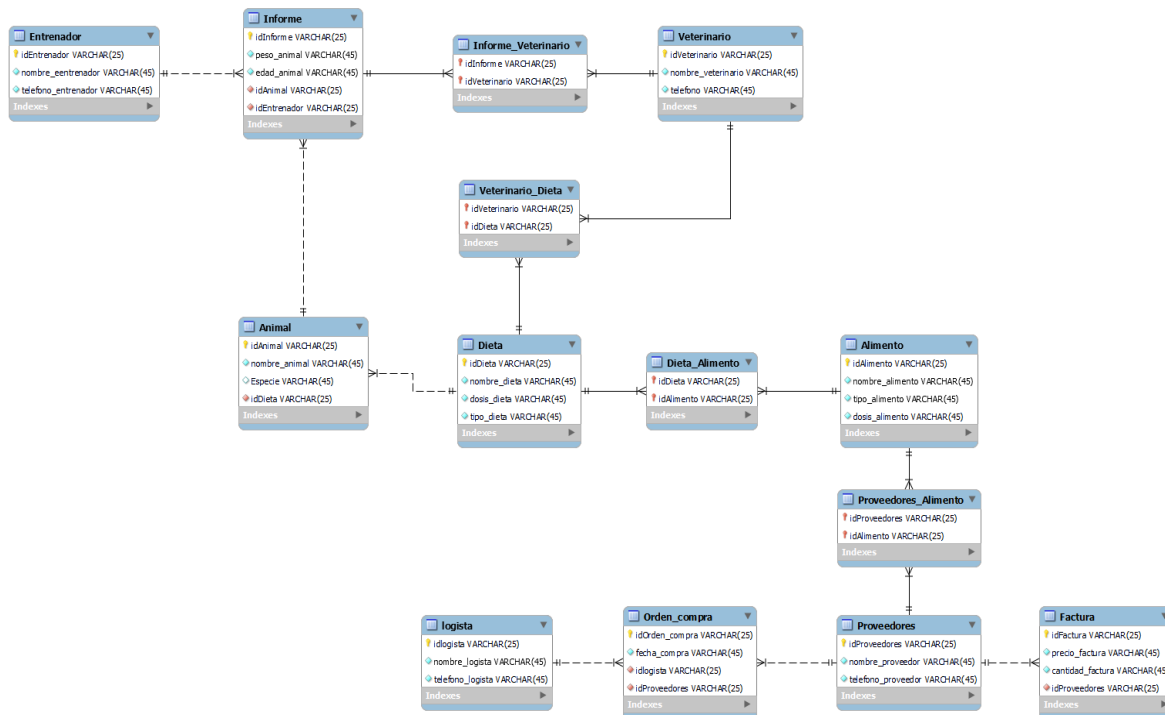 Entrenador
idEntrenador VARCHAR(25)
nombre_eentrenador VARCHAR(45)
telefono_entrenador VARCHAR(45)
Indexes
Informe
idInforme VARCHAR(25)
peso_animal VARCHAR(45)
edad_animal VARCHAR(45)
idAnimal VARCHAR(25)
idEntrenador VARCHAR(25)
Indexes
Informe_Veterinario
idInforme VARCHAR(25)
idVeterinario VARCHAR(25)
Indexes
Veterinario
idVeterinario VARCHAR(25)
nombre_veterinario VARCHAR(45)
telefono VARCHAR(45)
Indexes
Veterinario_Dieta
idVeterinario VARCHAR(25)
idDieta VARCHAR(25)
Indexes
Animal
idAnimal VARCHAR(25)
nombre_animal VARCHAR(45)
Especie VARCHAR(45)
idDieta VARCHAR(25)
Indexes
Dieta
idDieta VARCHAR(25)
nombre_dieta VARCHAR(45)
dosis_dieta VARCHAR(45)
tipo_dieta VARCHAR(45)
Indexes
Dieta_Alimento
idDieta VARCHAR(25)
idAlimento VARCHAR(25)
Indexes
Alimento
idAlimento VARCHAR(25)
nombre_alimento VARCHAR(45)
tipo_alimento VARCHAR(45)
dosis_alimento VARCHAR(45)
Indexes
Proveedores_Alimento
idProveedores VARCHAR(25)
idAlimento VARCHAR(25)
Indexes
logista
idlogista VARCHAR(25)
nombre_logista VARCHAR(45)
telefono_logista VARCHAR(45)
Indexes
Orden_compra
idOrden_compra VARCHAR(25)
fecha_compra VARCHAR(45)
idlogista VARCHAR(25)
idProveedores VARCHAR(25)
Indexes
Proveedores
idProveedores VARCHAR(25)
nombre_proveedor VARCHAR(45)
telefono_proveedor VARCHAR(45)
Indexes
Factura
idFactura VARCHAR(25)
precio_factura VARCHAR(45)
cantidad_factura VARCHAR(45)
idProveedores VARCHAR(25)
Indexes